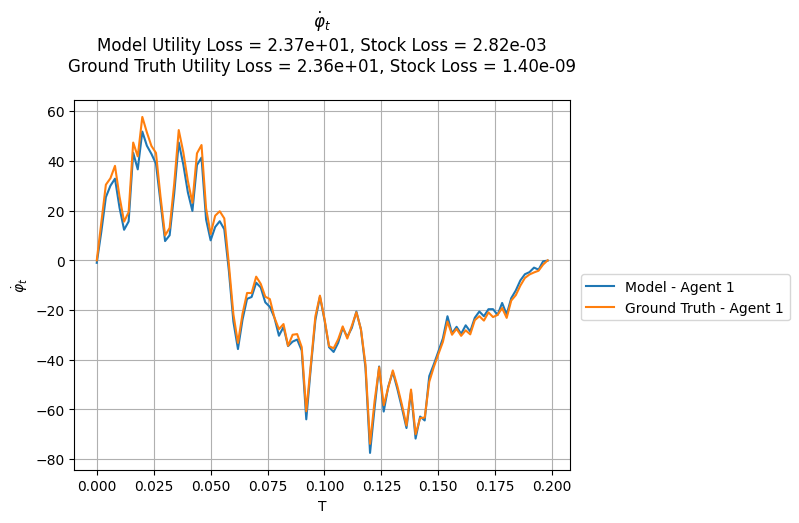 φ̇ₜ
Model Utility Loss = 2.37e+01, Stock Loss = 2.82e-03
Ground Truth Utility Loss = 2.36e+01, Stock Loss = 1.40e-09
60
40
20
0
−20
−40
−60
−80
φ̇ₜ
0.000
0.025
0.050
0.075
0.100
0.125
0.150
0.175
0.200
T
Model - Agent 1
Ground Truth - Agent 1